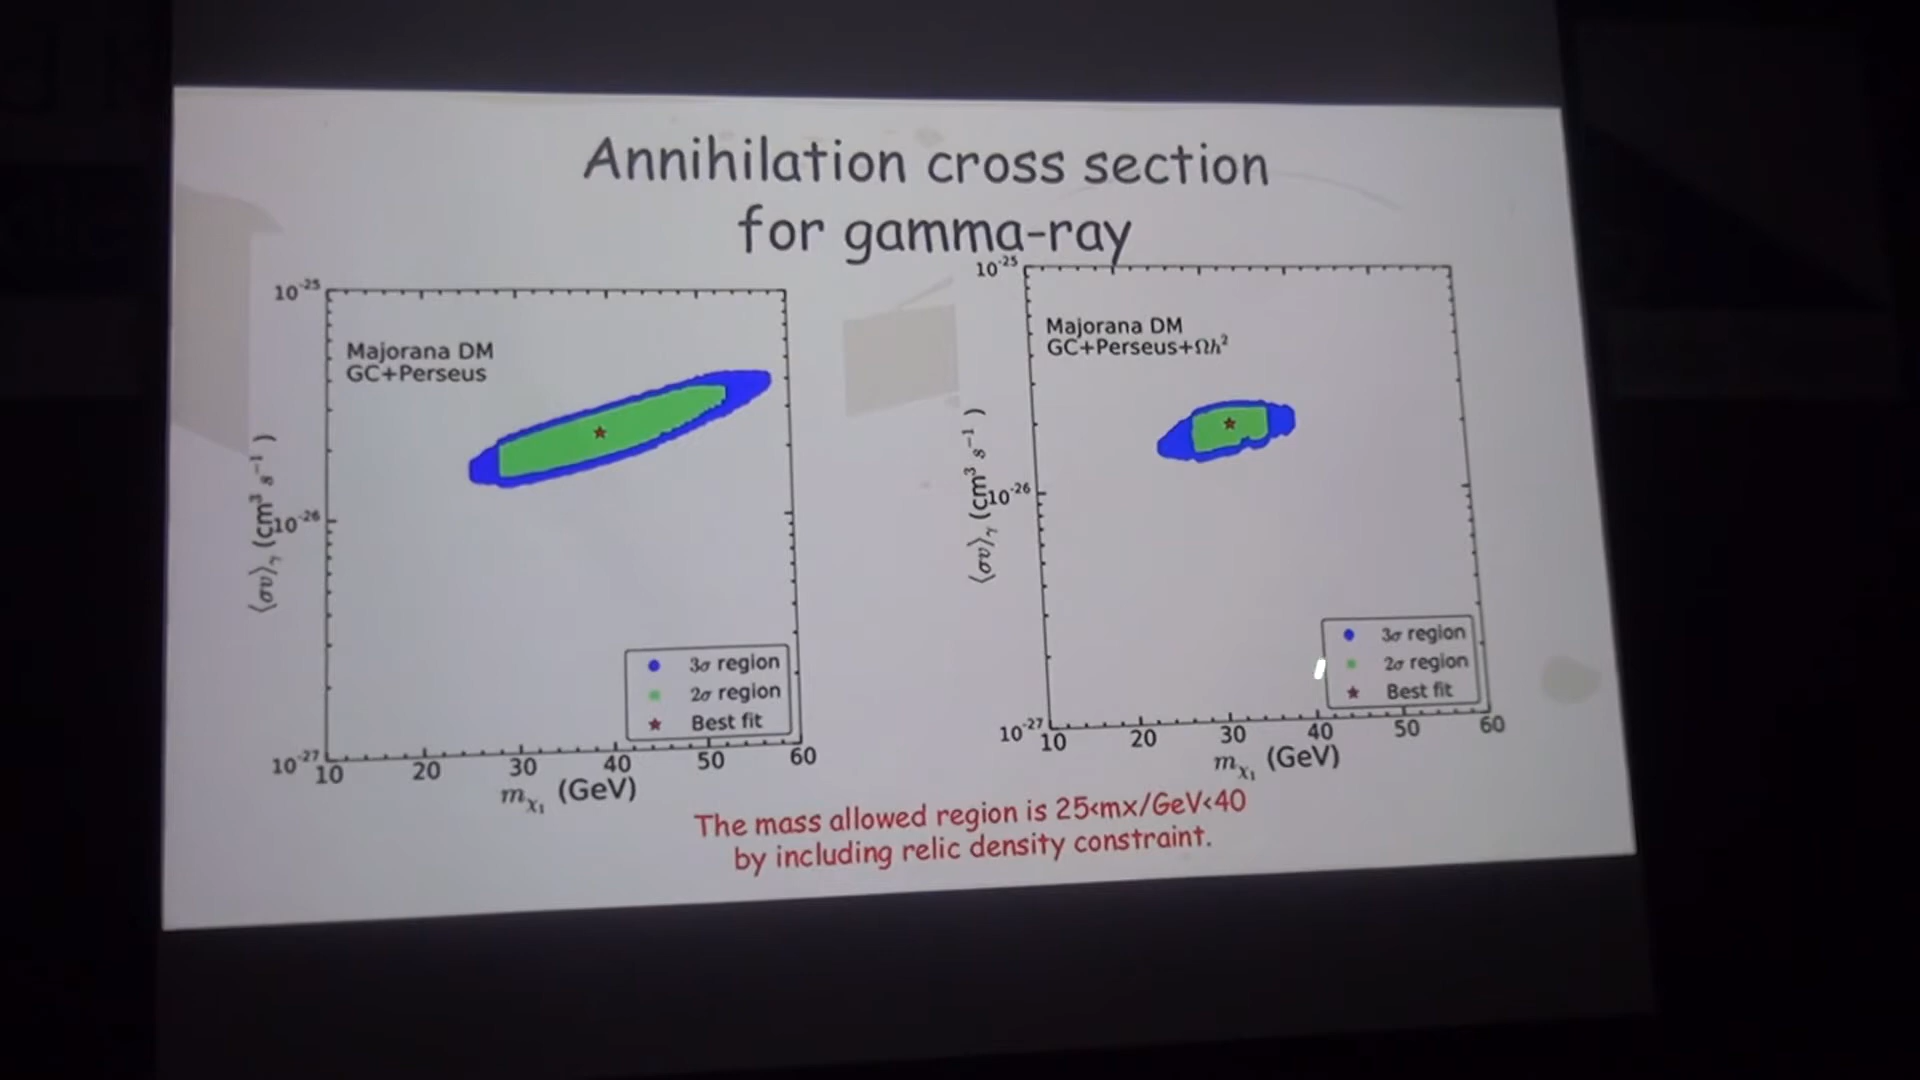 Annihilation cross section
for gamma-ray
10⁻²⁵
Majorana DM
GC+Perseus
⟨σv⟩ᵧ (cm³ s⁻¹)
10⁻²⁶
3σ region
2σ region
Best fit
10⁻²⁷
10 20 30 40 50 60
m_χ₁ (GeV)
10⁻²⁵
Majorana DM
GC+Perseus+Ωh²
⟨σv⟩ᵧ (cm³ s⁻¹)
10⁻²⁶
3σ region
2σ region
Best fit
10⁻²⁷
10 20 30 40 50 60
m_χ₁ (GeV)
The mass allowed region is 25<mx/GeV<40
by including relic density constraint.